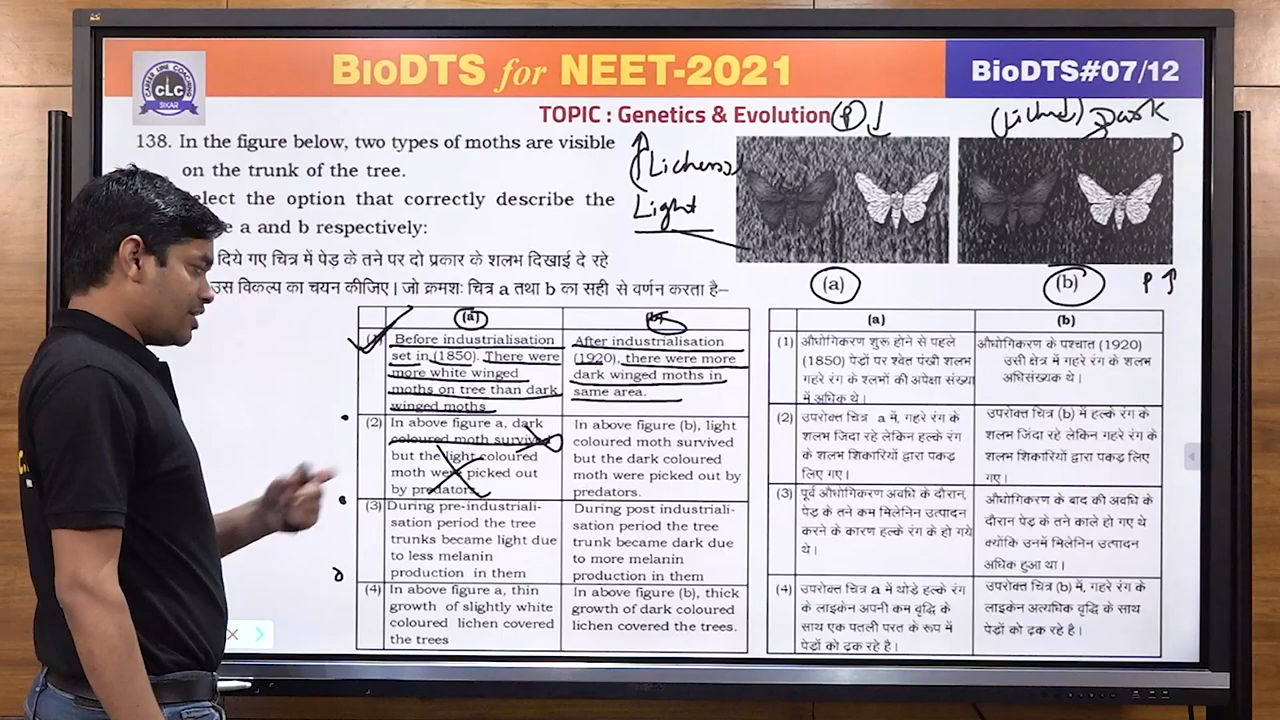 BIODTS for NEET-2021
BIODTS#07/12
CAREER LINE COACHING
CLC
SIKAR
TOPIC : Genetics & Evolution
138. In the figure below, two types of moths are visible
on the trunk of the tree.
elect the option that correctly describe the
e a and b respectively:
दिये गए चित्र में पेड़ के तने पर दो प्रकार के शलभ दिखाई दे रहे
उस विकल्प का चयन कीजिए। जो क्रमशः चित्र a तथा b का सही से वर्णन करता है–
(Lichens)
Light
Dark
P ↓
(a)
(b)
P ↑
(a)
(1) Before industrialisation
set in (1850). There were
more white winged
moths on tree than dark
winged moths
After industrialisation
(1920), there were more
dark winged moths in
same area.
(2) In above figure a, dark
coloured moth survived
but the light coloured
moth were picked out
by predators.
In above figure (b), light
coloured moth survived
but the dark coloured
moth were picked out by
predators.
(3) During pre-industriali-
sation period the tree
trunks became light due
to less melanin
production in them
During post industriali-
sation period the tree
trunk became dark due
to more melanin
production in them
(4) In above figure a, thin
growth of slightly white
coloured lichen covered
the trees
In above figure (b), thick
growth of dark coloured
lichen covered the trees.
(a)
(b)
(1) औधोगिकरण शुरू होने से पहले
(1850) पेड़ों पर श्वेत पंखी शलभ
गहरे रंग के श्लभों की अपेक्षा संख्या
में अधिक थे।
औधोगिकरण के पश्चात (1920)
उसी क्षेत्र में गहरे रंग के शलभ
अधिसंख्यक थे।
(2) उपरोक्त चित्र a में, गहरे रंग के
शलभ जिंदा रहे लेकिन हल्के रंग
के शलभ शिकारियों द्वारा पकड़
लिए गए।
उपरोक्त चित्र (b) में हल्के रंग के
शलभ जिंदा रहे लेकिन गहरे रंग के
शलभ शिकारियों द्वारा पकड़ लिए
गए।
(3) पूर्व औधोगिकरण अवधि के दौरान,
पेड़ के तने कम मिलेनिन उत्पादन
करने के कारण हल्के रंग के हो गये
थे।
औधोगिकरण के बाद की अवधि के
दौरान पेड़ के तने काले हो गए थे
क्योंकि उनमें मिलेनिन उत्पादन
अधिक हुआ था।
(4) उपरोक्त चित्र a में थोड़े हल्के रंग
के लाइकेन अपनी कम वृद्धि के
साथ एक पतली परत के रूप में
पेड़ों को ढ़क रहे है।
उपरोक्त चित्र (b) में, गहरे रंग के
लाइकेन अत्यधिक वृद्धि के साथ
पेड़ों को ढ़क रहे है।